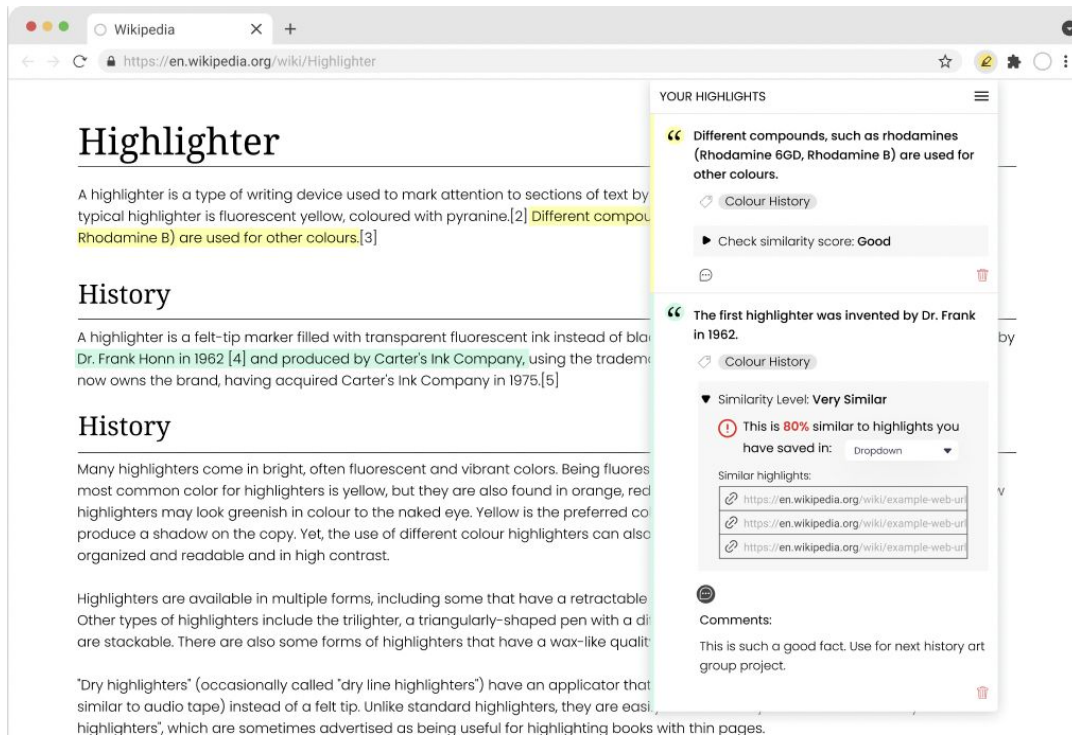 Wikipedia
https://en.wikipedia.org/wiki/Highlighter
Highlighter
A highlighter is a type of writing device used to mark attention to sections of text by
typical highlighter is fluorescent yellow, coloured with pyranine.[2] Different
Rhodamine B) are used for other colours.[3]
History
A highlighter is a felt-tip marker filled with transparent fluorescent ink instead of
by
Dr. Frank Honn in 1962 [4] and produced by Carter's Ink Company, using the
now owns the brand, having acquired Carter's Ink Company in 1975.[5]
History
Many highlighters come in bright, often fluorescent and vibrant colors. Being
most common color for highlighters is yellow, but they are also found in orange,
highlighters may look greenish in colour to the naked eye. Yellow is the preferred
produce a shadow on the copy. Yet, the use of different colour highlighters can
organized and readable and in high contrast.
Highlighters are available in multiple forms, including some that have a retractable
Other types of highlighters include the trilighter, a triangularly-shaped pen with a
are stackable. There are also some forms of highlighters that have a wax-like
"Dry highlighters" (occasionally called "dry line highlighters") have an applicator that
similar to audio tape) instead of a felt tip. Unlike standard highlighters, they are
highlighters", which are sometimes advertised as being useful for highlighting books with thin pages.
YOUR HIGHLIGHTS
Different compounds, such as rhodamines
(Rhodamine 6GD, Rhodamine B) are used for
other colours.
Colour History
Check similarity score: Good
The first highlighter was invented by Dr. Frank
in 1962.
Colour History
Similarity Level: Very Similar
This is 80% similar to highlights you
have saved in:
Dropdown
Similar highlights:
https://en.wikipedia.org/wiki/example-web-url
https://en.wikipedia.org/wiki/example-web-url
https://en.wikipedia.org/wiki/example-web-url
Comments:
This is such a good fact. Use for next history art
group project.